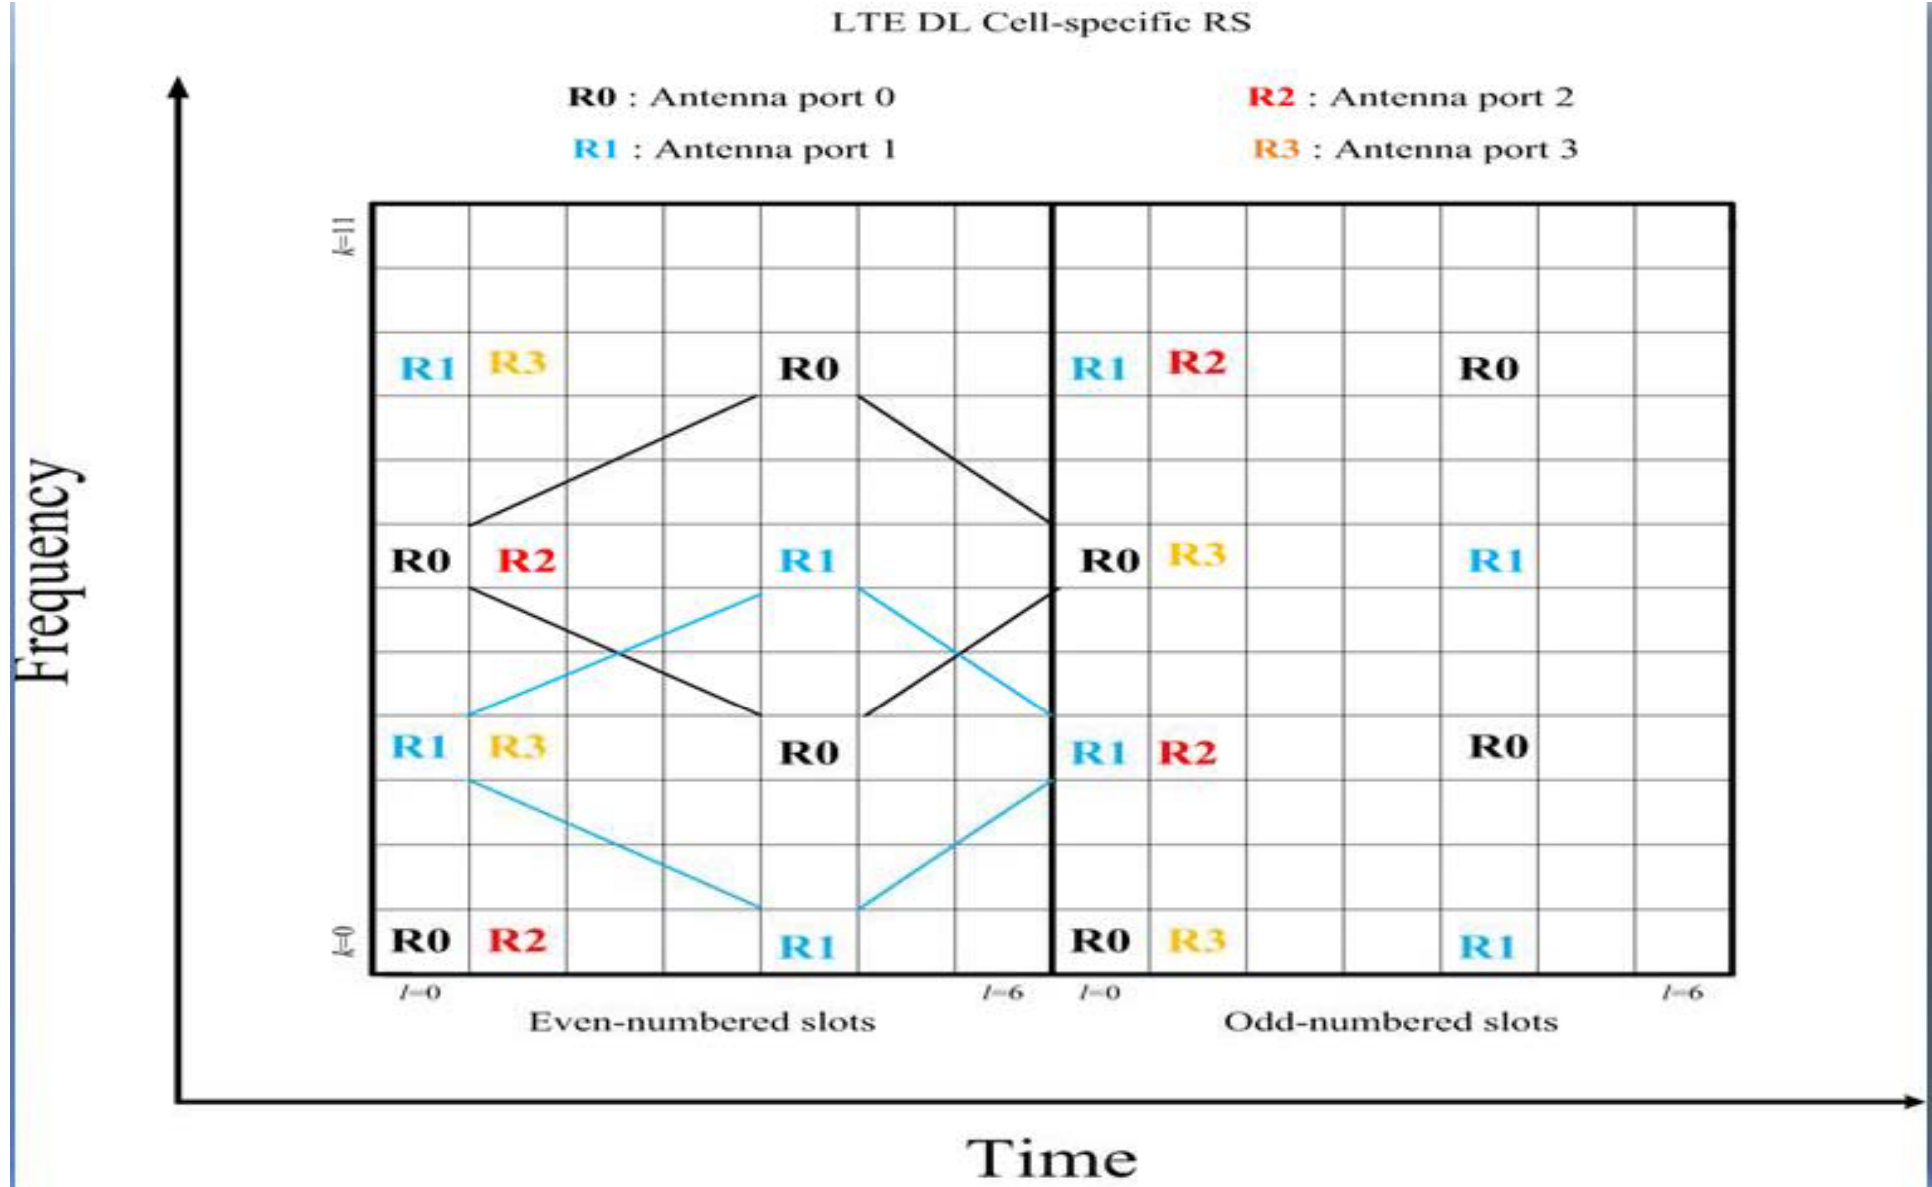 LTE DL Cell-specific RS
R0 : Antenna port 0
R2 : Antenna port 2
R1 : Antenna port 1
R3 : Antenna port 3
k=11
R1 R3 R0 R1 R2 R0
Frequency
R0 R2 R1 R0 R3 R1
R1 R3 R0 R1 R2 R0
k=0
R0 R2 R1 R0 R3 R1
l=0 l=6 l=0 l=6
Even-numbered slots
Odd-numbered slots
Time